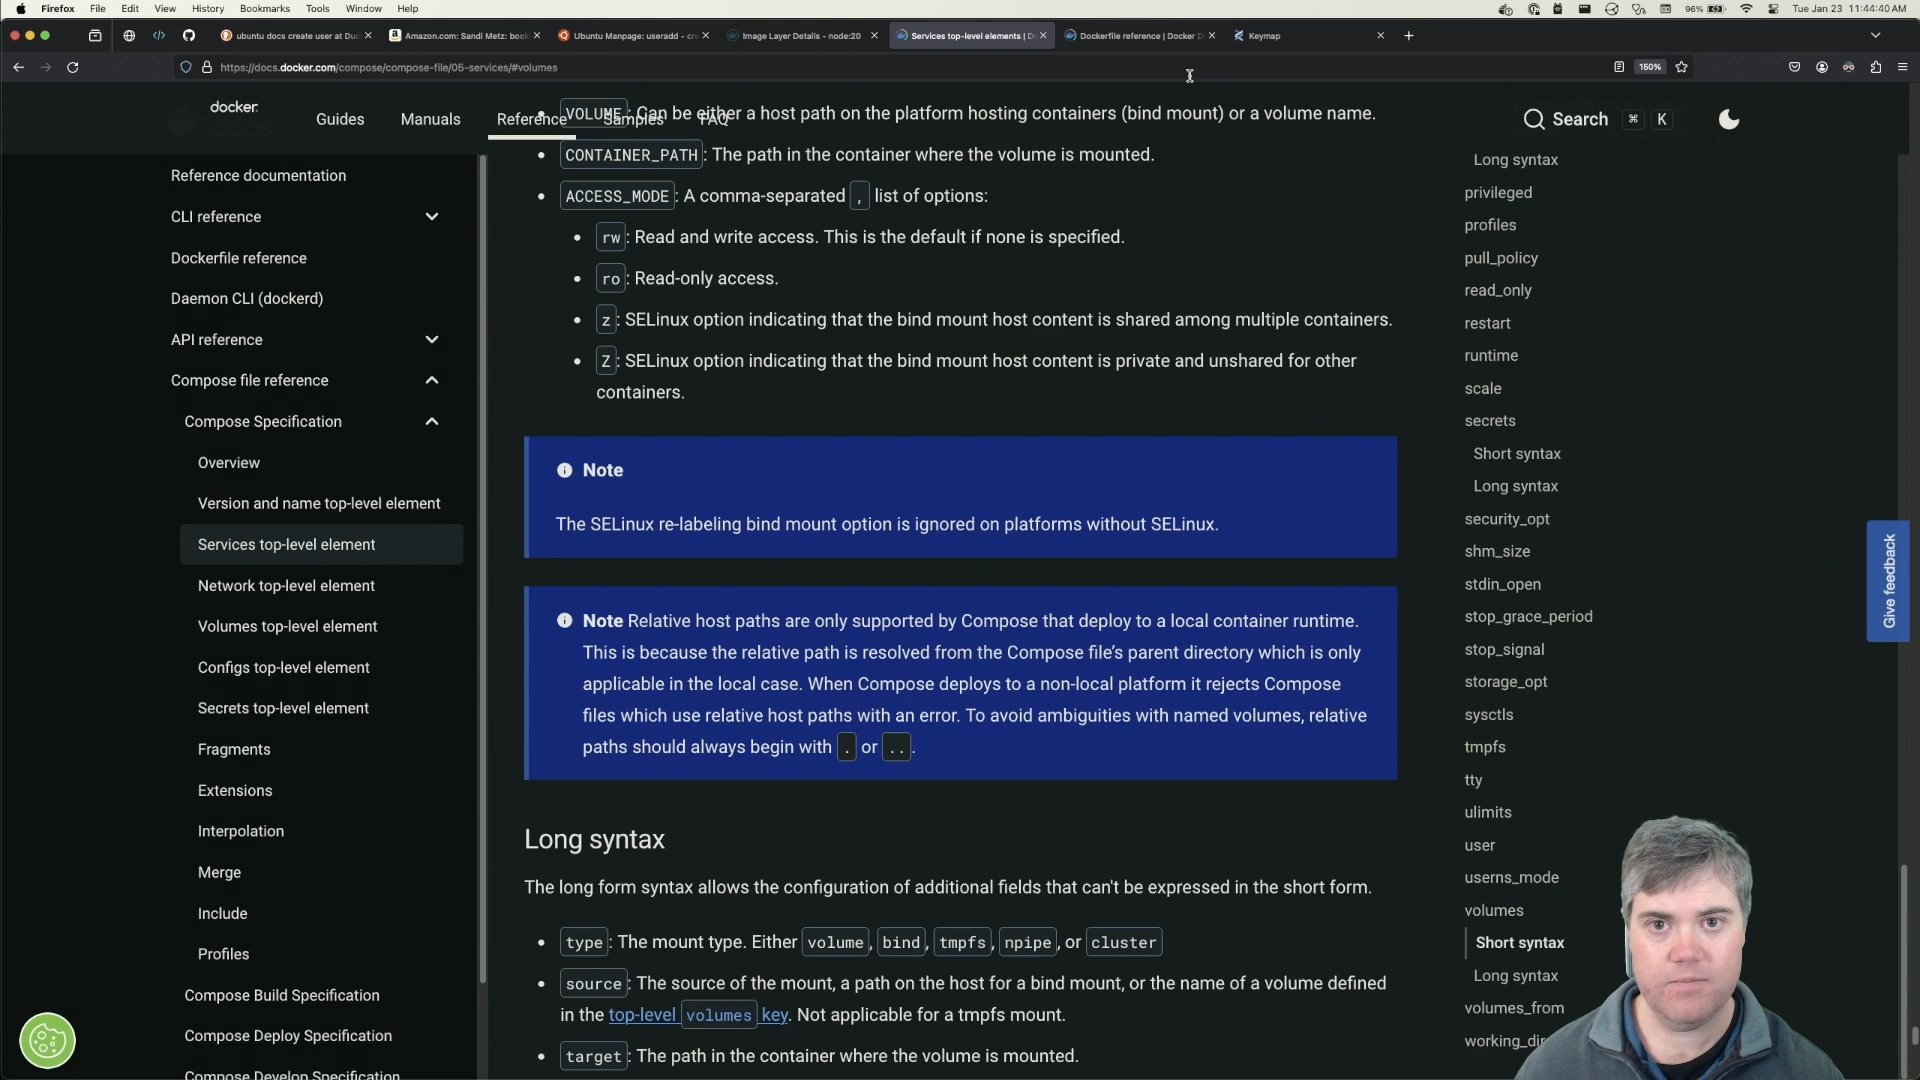 Firefox File Edit View History Bookmarks Tools Window Help 96% Tue Jan 23 11:44:40 AM
ubuntu docs create user at Duc
Amazon.com: Sandi Metz: book
Ubuntu Manpage: useradd - cre
Image Layer Details - node:20
Services top-level elements | D
Dockerfile reference | Docker D
Keymap
https://docs.docker.com/compose/compose-file/05-services/#volumes
150%
docker
docs
Guides
Manuals
Reference
Samples
FAQ
Search ⌘ K
Reference documentation
CLI reference
Dockerfile reference
Daemon CLI (dockerd)
API reference
Compose file reference
Compose Specification
Overview
Version and name top-level element
Services top-level element
Network top-level element
Volumes top-level element
Configs top-level element
Secrets top-level element
Fragments
Extensions
Interpolation
Merge
Include
Profiles
Compose Build Specification
Compose Deploy Specification
Compose Develop Specification
VOLUME: Can be either a host path on the platform hosting containers (bind mount) or a volume name.
CONTAINER_PATH: The path in the container where the volume is mounted.
ACCESS_MODE: A comma-separated , list of options:
rw: Read and write access. This is the default if none is specified.
ro: Read-only access.
z: SELinux option indicating that the bind mount host content is shared among multiple containers.
Z: SELinux option indicating that the bind mount host content is private and unshared for other
containers.
Note
The SELinux re-labeling bind mount option is ignored on platforms without SELinux.
Note Relative host paths are only supported by Compose that deploy to a local container runtime.
This is because the relative path is resolved from the Compose file's parent directory which is only
applicable in the local case. When Compose deploys to a non-local platform it rejects Compose
files which use relative host paths with an error. To avoid ambiguities with named volumes, relative
paths should always begin with . or ...
Long syntax
The long form syntax allows the configuration of additional fields that can't be expressed in the short form.
type: The mount type. Either volume, bind, tmpfs, npipe, or cluster
source: The source of the mount, a path on the host for a bind mount, or the name of a volume defined
in the top-level volumes key. Not applicable for a tmpfs mount.
target: The path in the container where the volume is mounted.
Long syntax
privileged
profiles
pull_policy
read_only
restart
runtime
scale
secrets
Short syntax
Long syntax
security_opt
shm_size
stdin_open
stop_grace_period
stop_signal
storage_opt
sysctls
tmpfs
tty
ulimits
user
userns_mode
volumes
Short syntax
Long syntax
volumes_from
working_dir
Give feedback